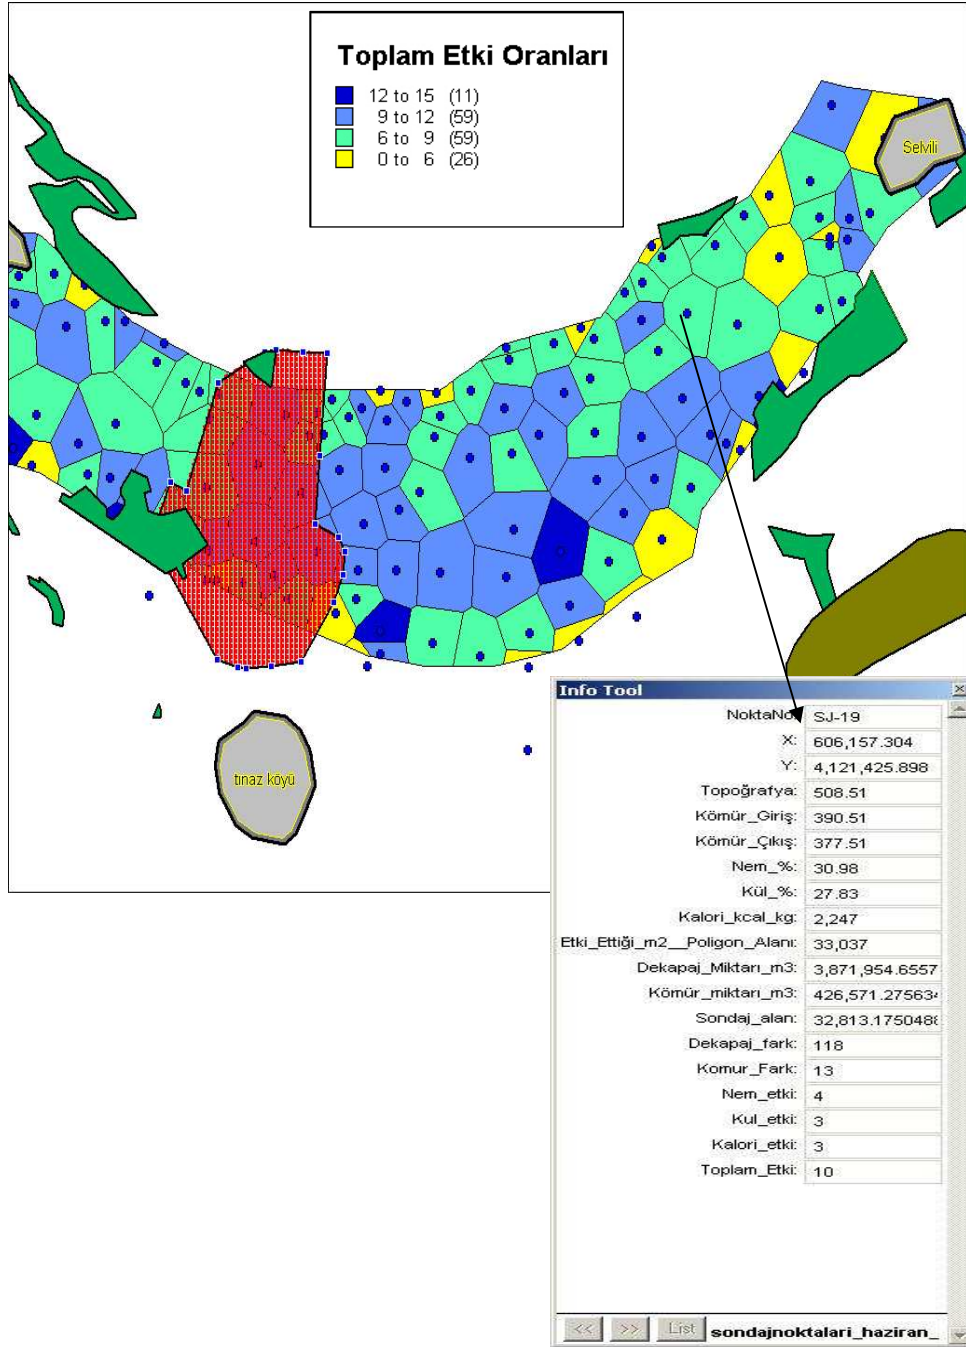 Toplam Etki Oranları
12 to 15 (11)
9 to 12 (59)
6 to 9 (59)
0 to 6 (26)
Selvili
tınaz köyü
Info Tool
NoktaNo: SJ-19
X: 606,157.304
Y: 4,121,425.898
Topoğrafya: 508.51
Kömür_Giriş: 390.51
Kömür_Çıkış: 377.51
Nem_%: 30.98
Kül_%: 27.83
Kalori_kcal_kg: 2,247
Etki_Ettiği_m2__Poligon_Alanı: 33,037
Dekapaj_Miktarı_m3: 3,871,954.6557
Kömür_miktarı_m3: 426,571.275634
Sondaj_alan: 32,813.1750488
Dekapaj_fark: 118
Komur_Fark: 13
Nem_etki: 4
Kul_etki: 3
Kalori_etki: 3
Toplam_Etki: 10
<< >> List sondajnoktalari_haziran_